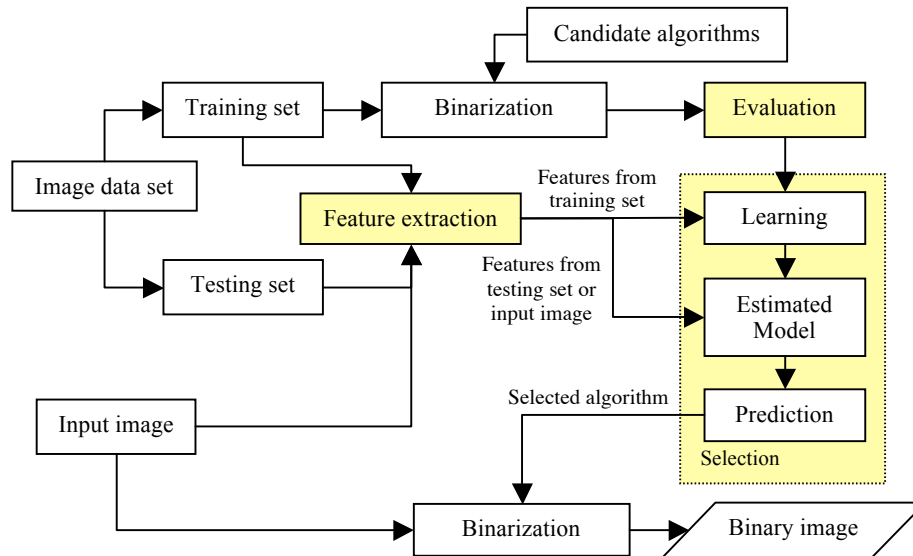 Candidate algorithms
Training set
Binarization
Evaluation
Image data set
Feature extraction
Features from
training set
Learning
Testing set
Features from
testing set or
input image
Estimated
Model
Selected algorithm
Prediction
Input image
Selection
Binarization
Binary image